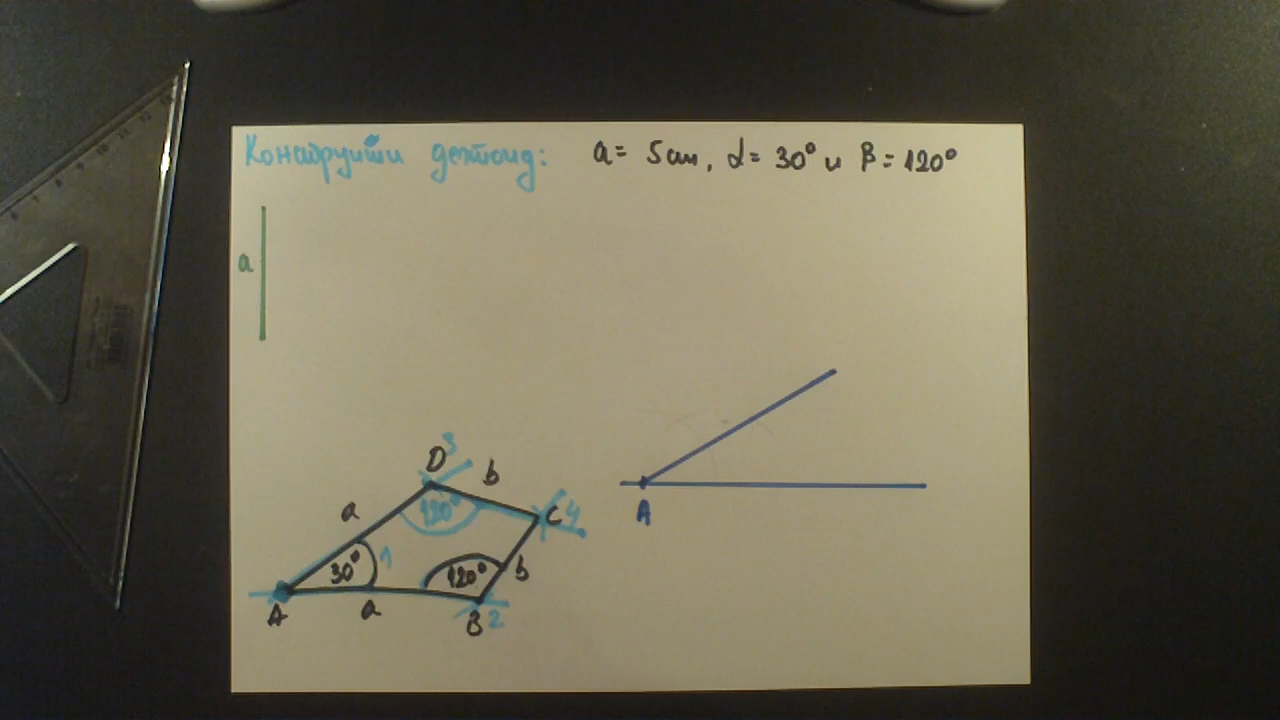 Конструиши делтоид: a= 5cm, α= 30° и β=120°
a
D 3 b
120° C 4
a
30° 1 120° b
A a B 2
A